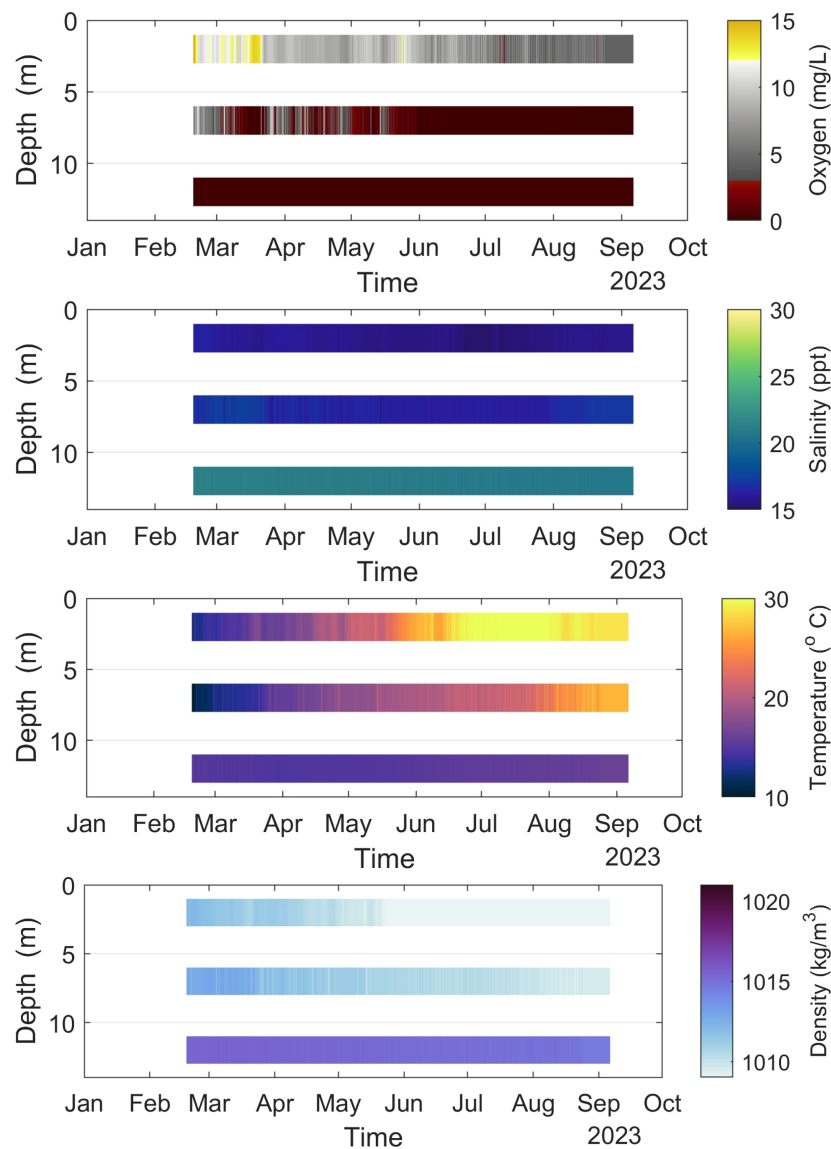 0
5
10
Depth (m)
Jan Feb Mar Apr May Jun Jul Aug Sep Oct
Time
2023
15
10
5
0
Oxygen (mg/L)
0
5
10
Depth (m)
Jan Feb Mar Apr May Jun Jul Aug Sep Oct
Time
2023
30
25
20
15
Salinity (ppt)
0
5
10
Depth (m)
Jan Feb Mar Apr May Jun Jul Aug Sep Oct
Time
2023
30
20
10
Temperature (° C)
0
5
10
Depth (m)
Jan Feb Mar Apr May Jun Jul Aug Sep Oct
Time
2023
1020
1015
1010
Density (kg/m³)